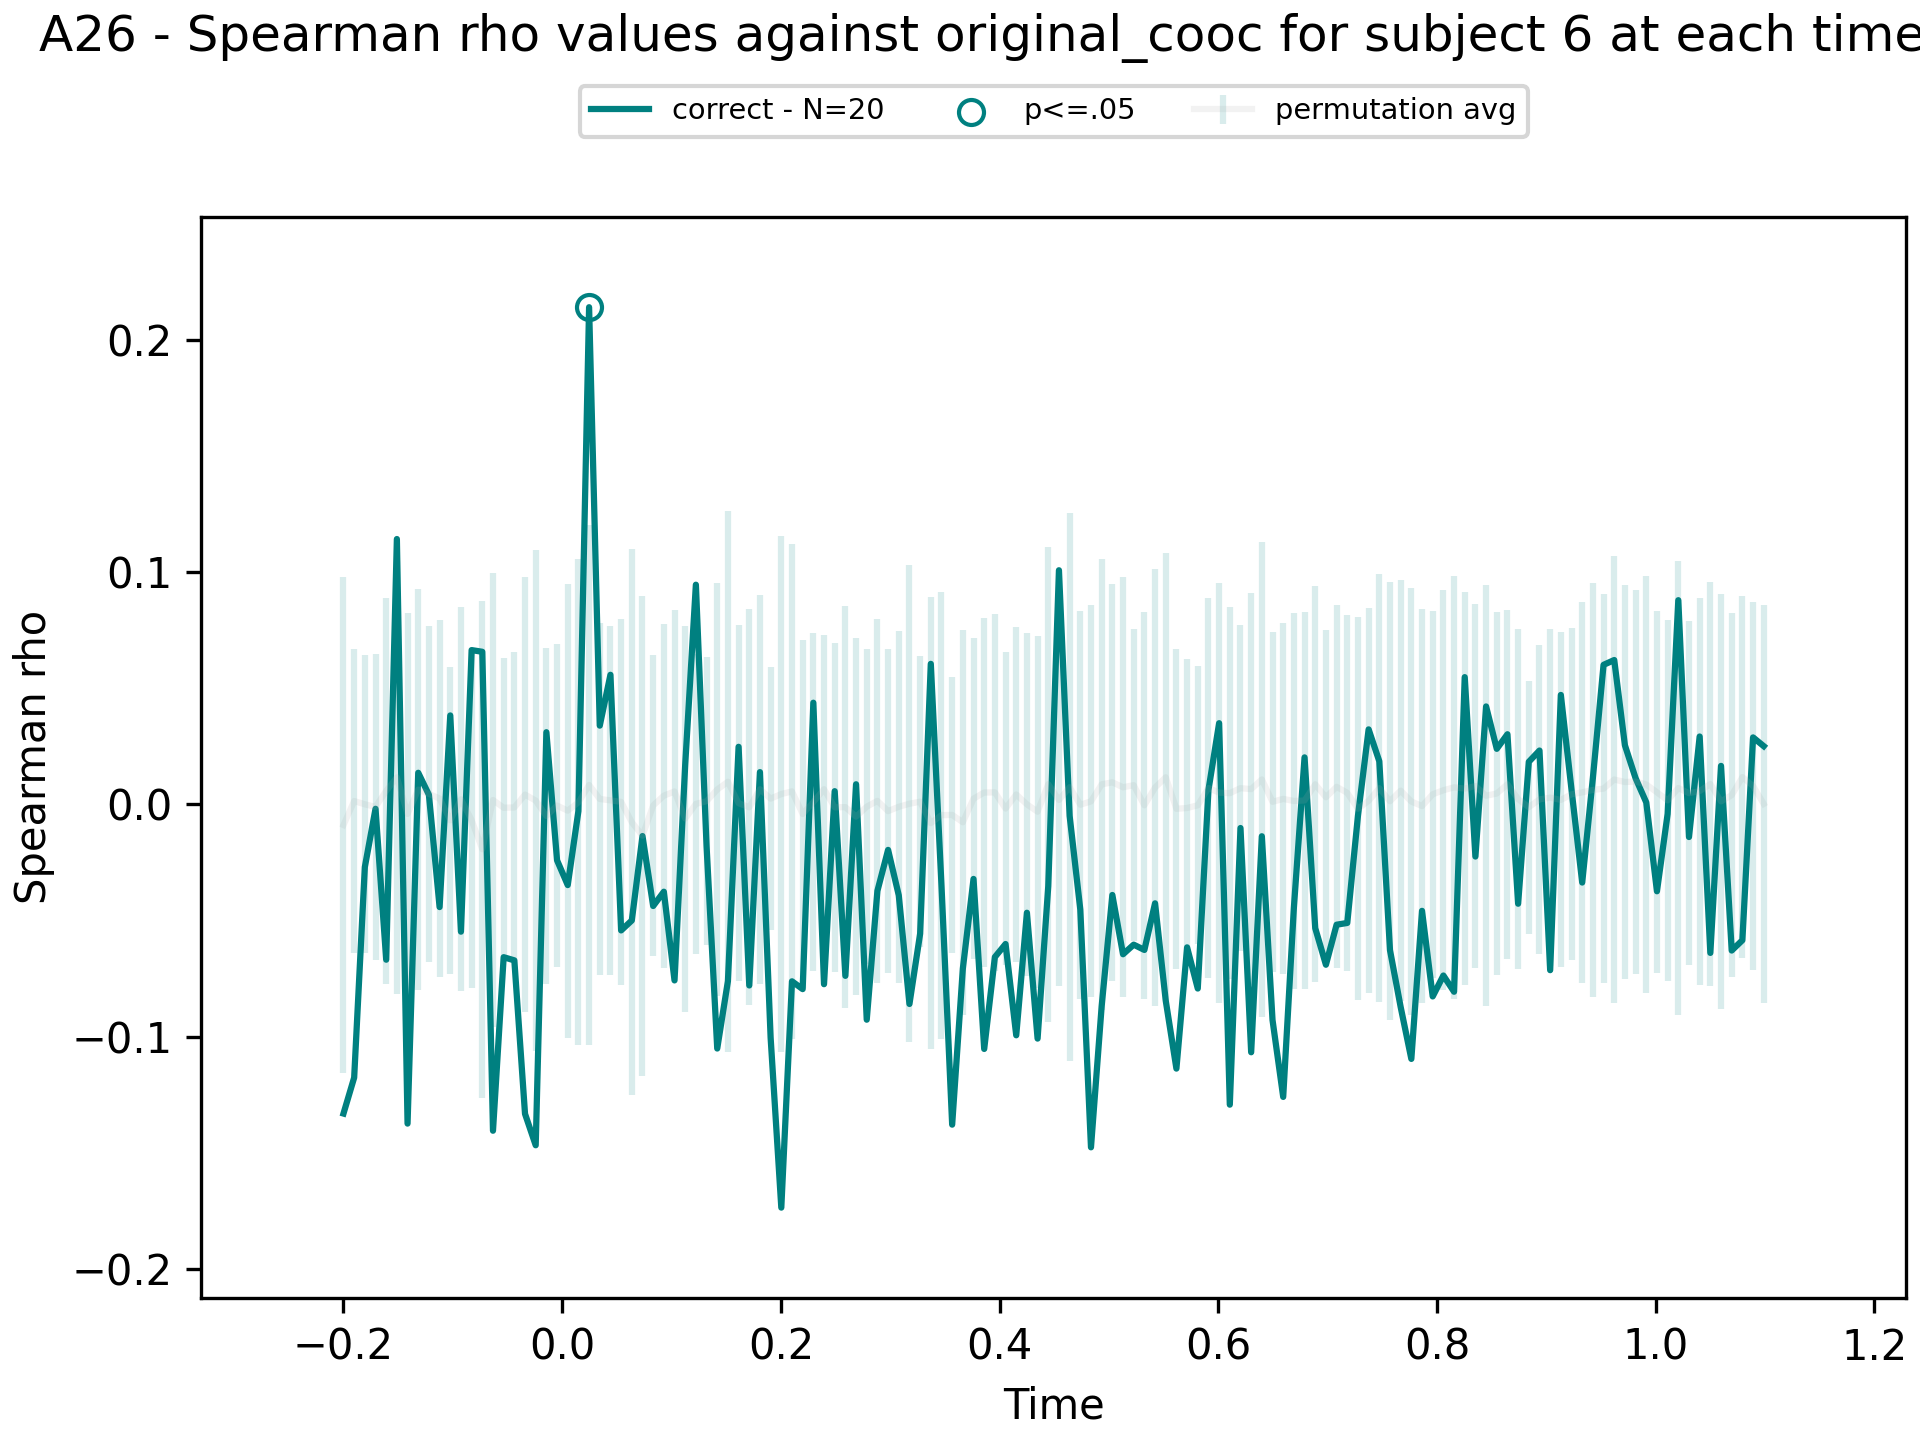 A26 - Spearman rho values against original_cooc for subject 6 at each time
correct - N=20 p<=.05 permutation avg
Spearman rho
0.2
0.1
0.0
−0.1
−0.2
−0.2 0.0 0.2 0.4 0.6 0.8 1.0 1.2
Time